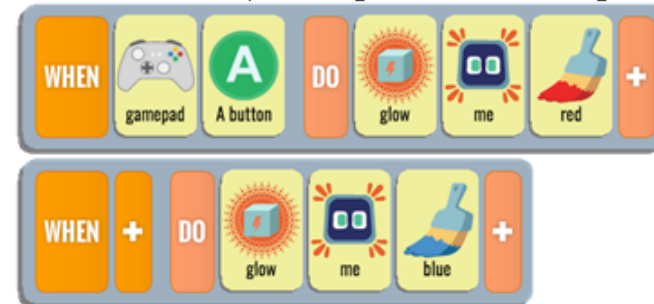 WHEN DO +
gamepad A button glow me red
WHEN + DO +
glow me blue